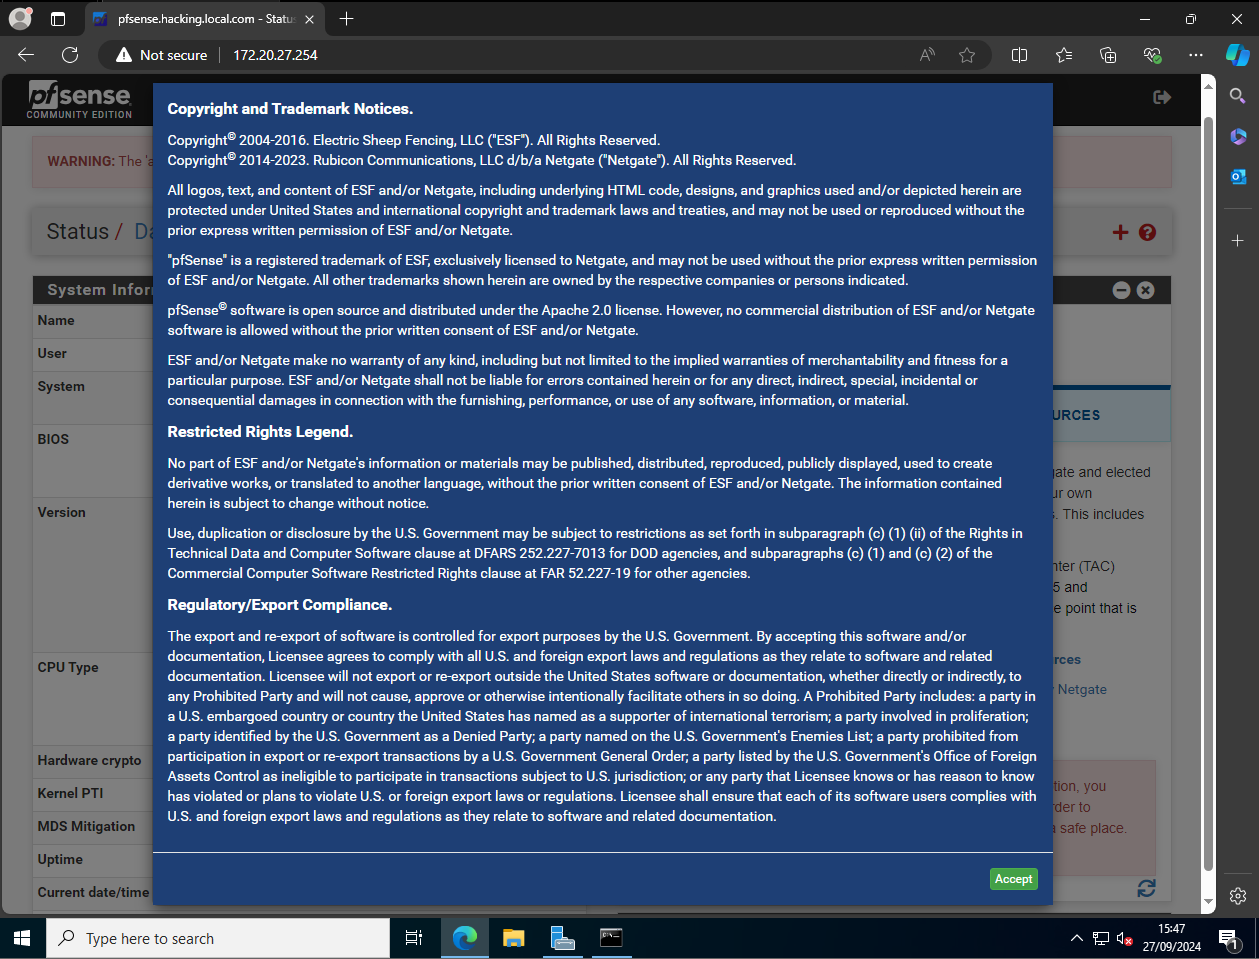 pfsense.hacking.local.com - Statu
Not secure
172.20.27.254
pfsense
COMMUNITY EDITION
WARNING: The 'a
Status / Da
System Infor
Name
User
System
BIOS
Version
CPU Type
Hardware crypto
Kernel PTI
MDS Mitigation
Uptime
Current date/time
Copyright and Trademark Notices.
Copyright© 2004-2016. Electric Sheep Fencing, LLC ("ESF"). All Rights Reserved.
Copyright© 2014-2023. Rubicon Communications, LLC d/b/a Netgate ("Netgate"). All Rights Reserved.
All logos, text, and content of ESF and/or Netgate, including underlying HTML code, designs, and graphics used and/or depicted herein are
protected under United States and international copyright and trademark laws and treaties, and may not be used or reproduced without the
prior express written permission of ESF and/or Netgate.
"pfSense" is a registered trademark of ESF, exclusively licensed to Netgate, and may not be used without the prior express written permission
of ESF and/or Netgate. All other trademarks shown herein are owned by the respective companies or persons indicated.
pfSense© software is open source and distributed under the Apache 2.0 license. However, no commercial distribution of ESF and/or Netgate
software is allowed without the prior written consent of ESF and/or Netgate.
ESF and/or Netgate make no warranty of any kind, including but not limited to the implied warranties of merchantability and fitness for a
particular purpose. ESF and/or Netgate shall not be liable for errors contained herein or for any direct, indirect, special, incidental or
consequential damages in connection with the furnishing, performance, or use of any software, information, or material.
Restricted Rights Legend.
No part of ESF and/or Netgate's information or materials may be published, distributed, reproduced, publicly displayed, used to create
derivative works, or translated to another language, without the prior written consent of ESF and/or Netgate. The information contained
herein is subject to change without notice.
Use, duplication or disclosure by the U.S. Government may be subject to restrictions as set forth in subparagraph (c) (1) (ii) of the Rights in
Technical Data and Computer Software clause at DFARS 252.227-7013 for DOD agencies, and subparagraphs (c) (1) and (c) (2) of the
Commercial Computer Software Restricted Rights clause at FAR 52.227-19 for other agencies.
Regulatory/Export Compliance.
The export and re-export of software is controlled for export purposes by the U.S. Government. By accepting this software and/or
documentation, Licensee agrees to comply with all U.S. and foreign export laws and regulations as they relate to software and related
documentation. Licensee will not export or re-export outside the United States software or documentation, whether directly or indirectly, to
any Prohibited Party and will not cause, approve or otherwise intentionally facilitate others in so doing. A Prohibited Party includes: a party in
a U.S. embargoed country or country the United States has named as a supporter of international terrorism; a party involved in proliferation;
a party identified by the U.S. Government as a Denied Party; a party named on the U.S. Government's Enemies List; a party prohibited from
participation in export or re-export transactions by a U.S. Government General Order; a party listed by the U.S. Government's Office of Foreign
Assets Control as ineligible to participate in transactions subject to U.S. jurisdiction; or any party that Licensee knows or has reason to know
has violated or plans to violate U.S. or foreign export laws or regulations. Licensee shall ensure that each of its software users complies with
U.S. and foreign export laws and regulations as they relate to software and related documentation.
Accept
URCES
gate and elected
ur own
s. This includes
nter (TAC)
5 and
e point that is
rces
Netgate
tion, you
rder to
a safe place.
Type here to search
15:47
27/09/2024
1